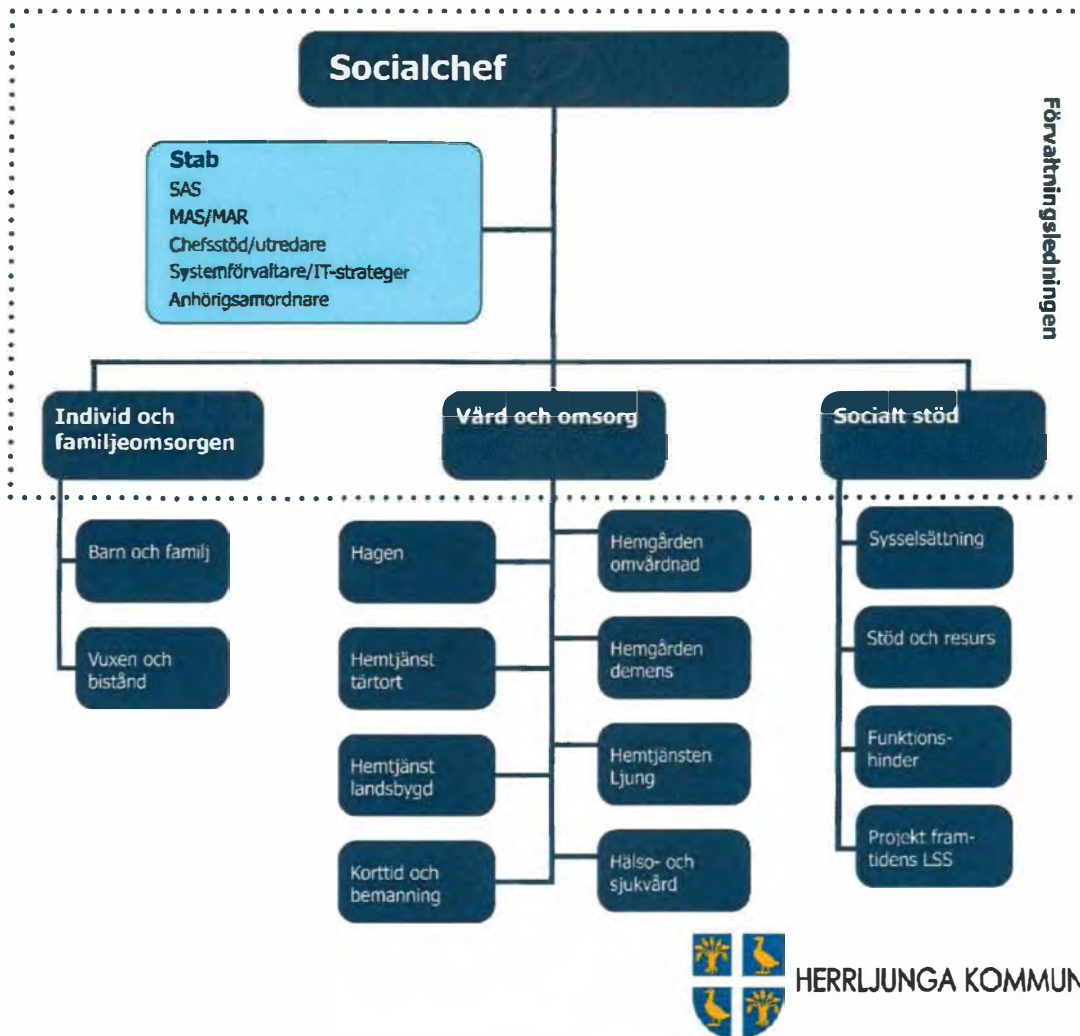 Socialchef
Förvaltningsledningen
Stab
SAS
MAS/MAR
Chefsstöd/utredare
Systemförvaltare/IT-strateger
Anhörigsamordnare
Individ och
familjeomsorgen
Vård och omsorg
Socialt stöd
Barn och familj
Vuxen och
bistånd
Hagen
Hemtjänst
tärtort
Hemtjänst
landsbygd
Korttid och
bemanning
Hemgården
omvårdnad
Hemgården
demens
Hemtjänsten
Ljung
Hälso- och
sjukvård
Sysselsättning
Stöd och resurs
Funktions-
hinder
Projekt fram-
tidens LSS
HERRLJUNGA KOMMUN